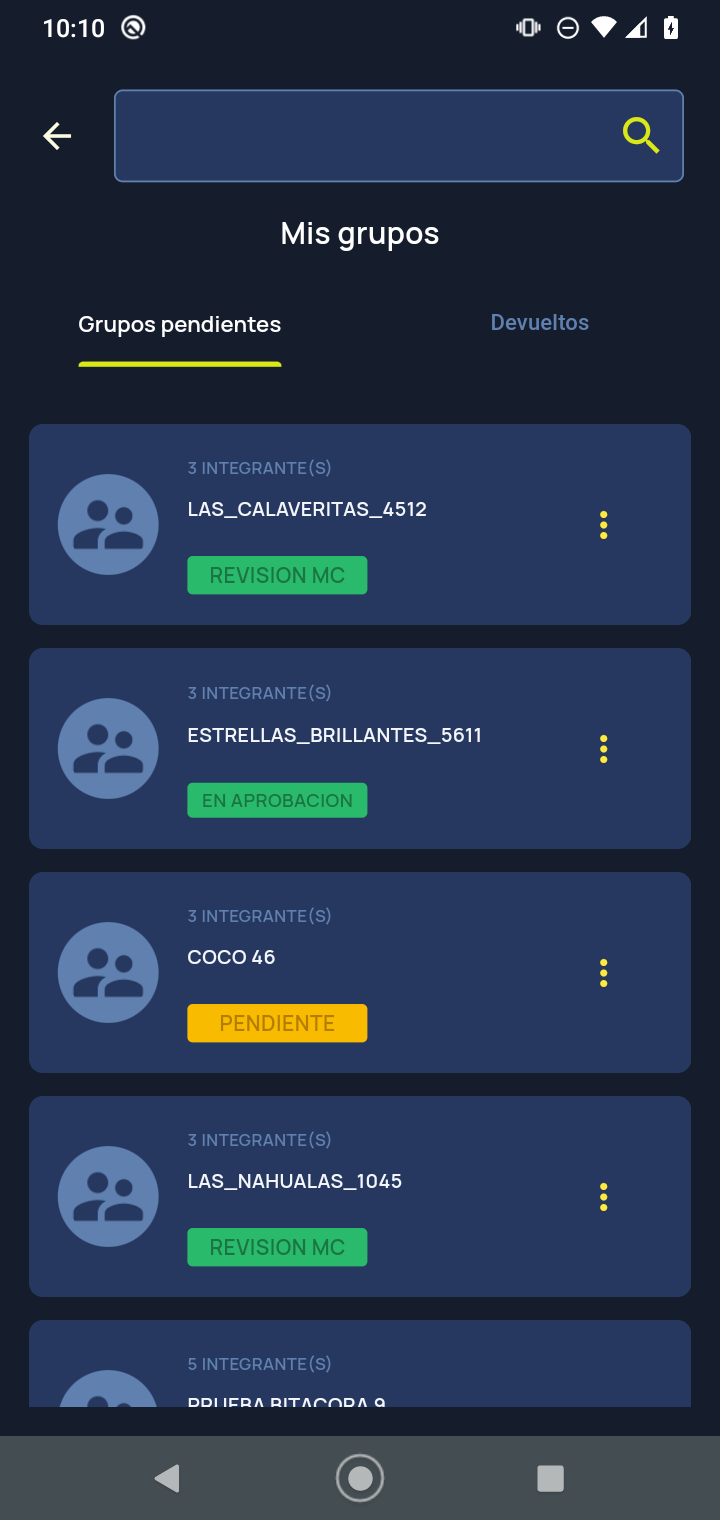 10:10
Mis grupos
Grupos pendientes
Devueltos
3 INTEGRANTE(S)
LAS_CALAVERITAS_4512
REVISION MC
3 INTEGRANTE(S)
ESTRELLAS_BRILLANTES_5611
EN APROBACION
3 INTEGRANTE(S)
COCO 46
PENDIENTE
3 INTEGRANTE(S)
LAS_NAHUALAS_1045
REVISION MC
5 INTEGRANTE(S)
PRUEBA BITACORA 9